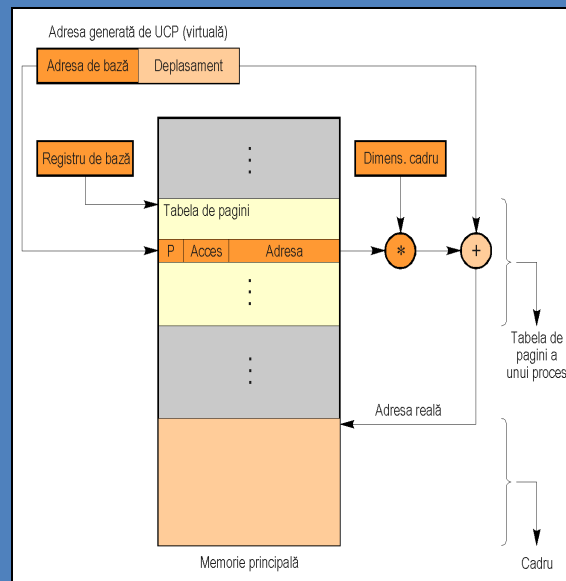 Adresa generată de UCP (virtuală)
Adresa de bază
Deplasament
Registru de bază
Dimens. cadru
Tabela de pagini
P
Acces
Adresa
*
+
Tabela de
pagini a
unui proces
Adresa reală
Memorie principală
Cadru